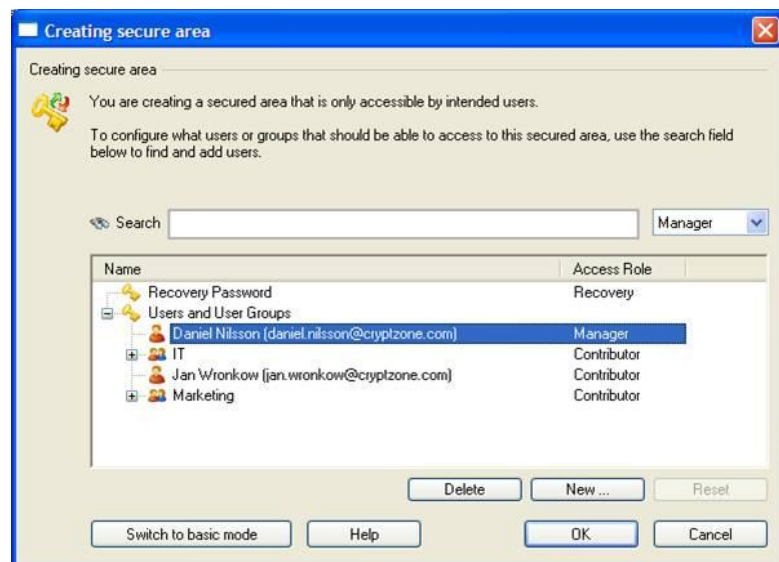 Creating secure area
Creating secure area
You are creating a secured area that is only accessible by intended users.
To configure what users or groups that should be able to access to this secured area, use the search field
below to find and add users.
Search
Manager
Name Access Role
Recovery Password Recovery
Users and User Groups
Daniel Nilsson (daniel.nilsson@cryptzone.com) Manager
IT Contributor
Jan Wronkow (jan.wronkow@cryptzone.com) Contributor
Marketing Contributor
Delete New ... Reset
Switch to basic mode Help OK Cancel